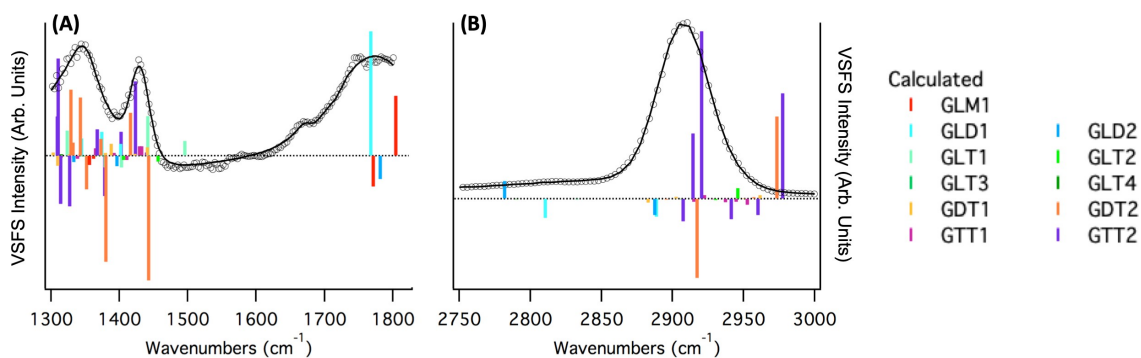 (A)
VSFS Intensity (Arb. Units)
1300 1400 1500 1600 1700 1800
Wavenumbers (cm⁻¹)
(B)
VSFS Intensity (Arb. Units)
2750 2800 2850 2900 2950 3000
Wavenumbers (cm⁻¹)
Calculated
GLM1
GLD1 GLD2
GLT1 GLT2
GLT3 GLT4
GDT1 GDT2
GTT1 GTT2